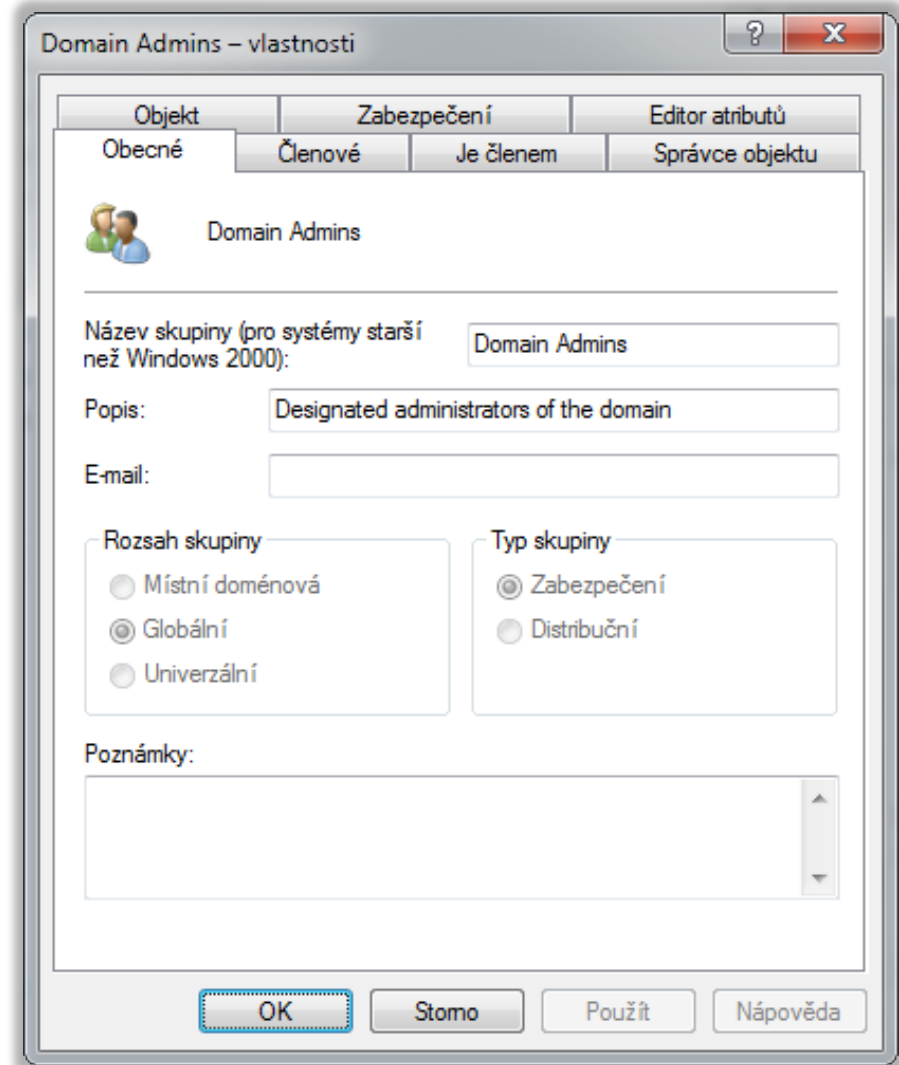 Domain Admins – vlastnosti
?
Objekt
Zabezpečení
Editor atributů
Obecné
Členové
Je členem
Správce objektu
Domain Admins
Název skupiny (pro systémy starší
než Windows 2000):
Domain Admins
Popis:
Designated administrators of the domain
E-mail:
Rozsah skupiny
Místní doménová
Globální
Univerzální
Typ skupiny
Zabezpečení
Distribuční
Poznámky:
OK
Storno
Použít
Nápověda